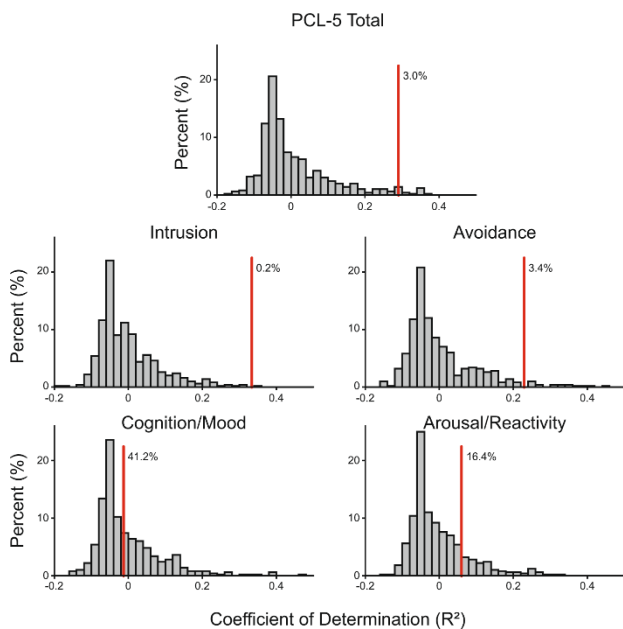 PCL-5 Total
Percent (%)
20
10
0
3.0%
-0.2 0 0.2 0.4
Intrusion
Avoidance
Percent (%)
20
10
0
0.2%
-0.2 0 0.2 0.4
20
10
0
3.4%
-0.2 0 0.2 0.4
Cognition/Mood
Arousal/Reactivity
Percent (%)
20
10
0
41.2%
-0.2 0 0.2 0.4
20
10
0
16.4%
-0.2 0 0.2 0.4
Coefficient of Determination (R²)